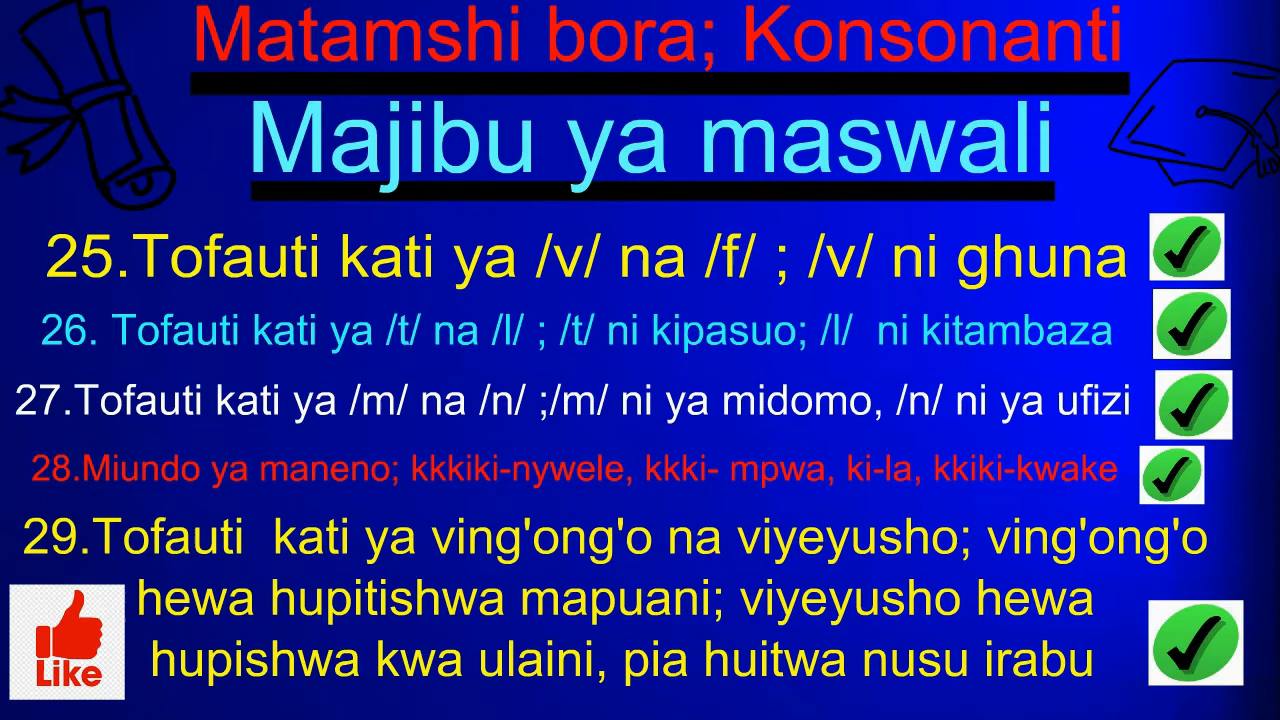 Matamshi bora; Konsonanti
Majibu ya maswali
25.Tofauti kati ya /v/ na /f/ ; /v/ ni ghuna
26. Tofauti kati ya /t/ na /l/ ; /t/ ni kipasuo; /l/ ni kitambaza
27.Tofauti kati ya /m/ na /n/ ;/m/ ni ya midomo, /n/ ni ya ufizi
28.Miundo ya maneno; kkkiki-nywele, kkki- mpwa, ki-la, kkiki-kwake
29.Tofauti kati ya ving'ong'o na viyeyusho; ving'ong'o
hewa hupitishwa mapuani; viyeyusho hewa
hupishwa kwa ulaini, pia huitwa nusu irabu
Like